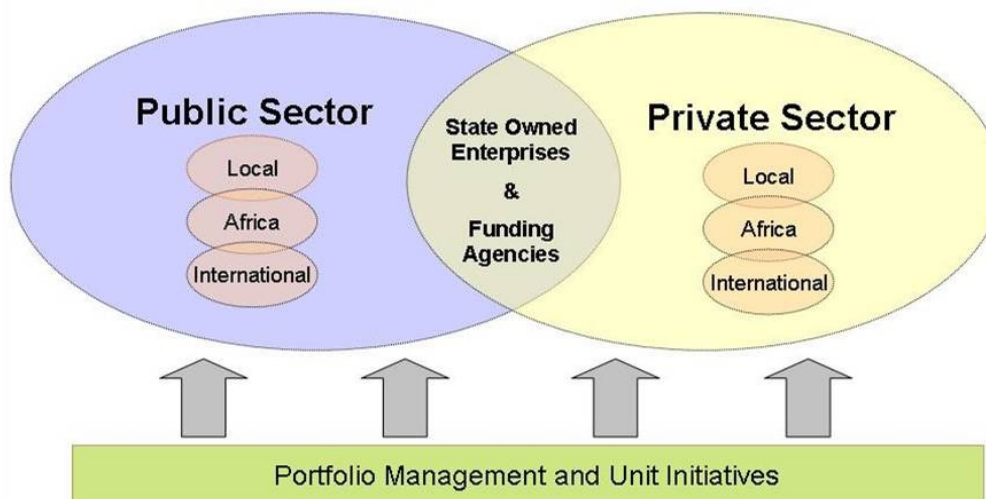 Public Sector
Local
Africa
International
State Owned
Enterprises
&
Funding
Agencies
Private Sector
Local
Africa
International
Portfolio Management and Unit Initiatives